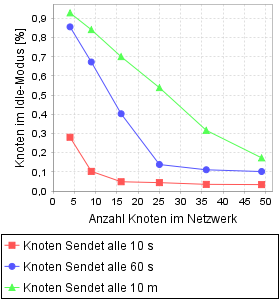 Knoten im Idle-Modus [%]
0,9
0,8
0,7
0,6
0,5
0,4
0,3
0,2
0,1
0,0
0 5 10 15 20 25 30 35 40 45 50
Anzahl Knoten im Netzwerk
Knoten Sendet alle 10 s
Knoten Sendet alle 60 s
Knoten Sendet alle 10 m